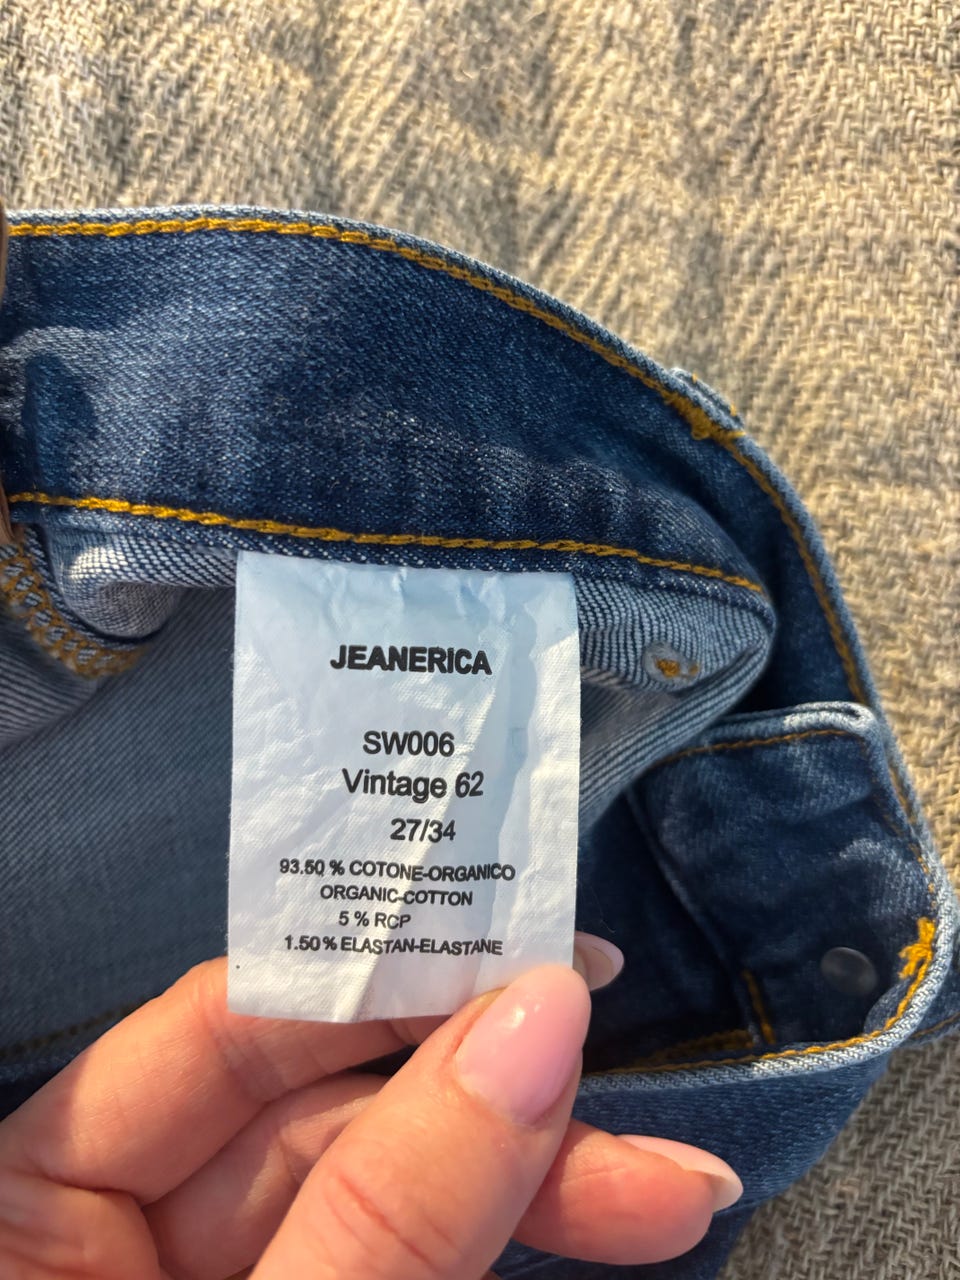 JEANERICA
SW006
Vintage 62
27/34
93.50 % COTONE-ORGANICO
ORGANIC-COTTON
5 % RCP
1.50 % ELASTAN-ELASTANE